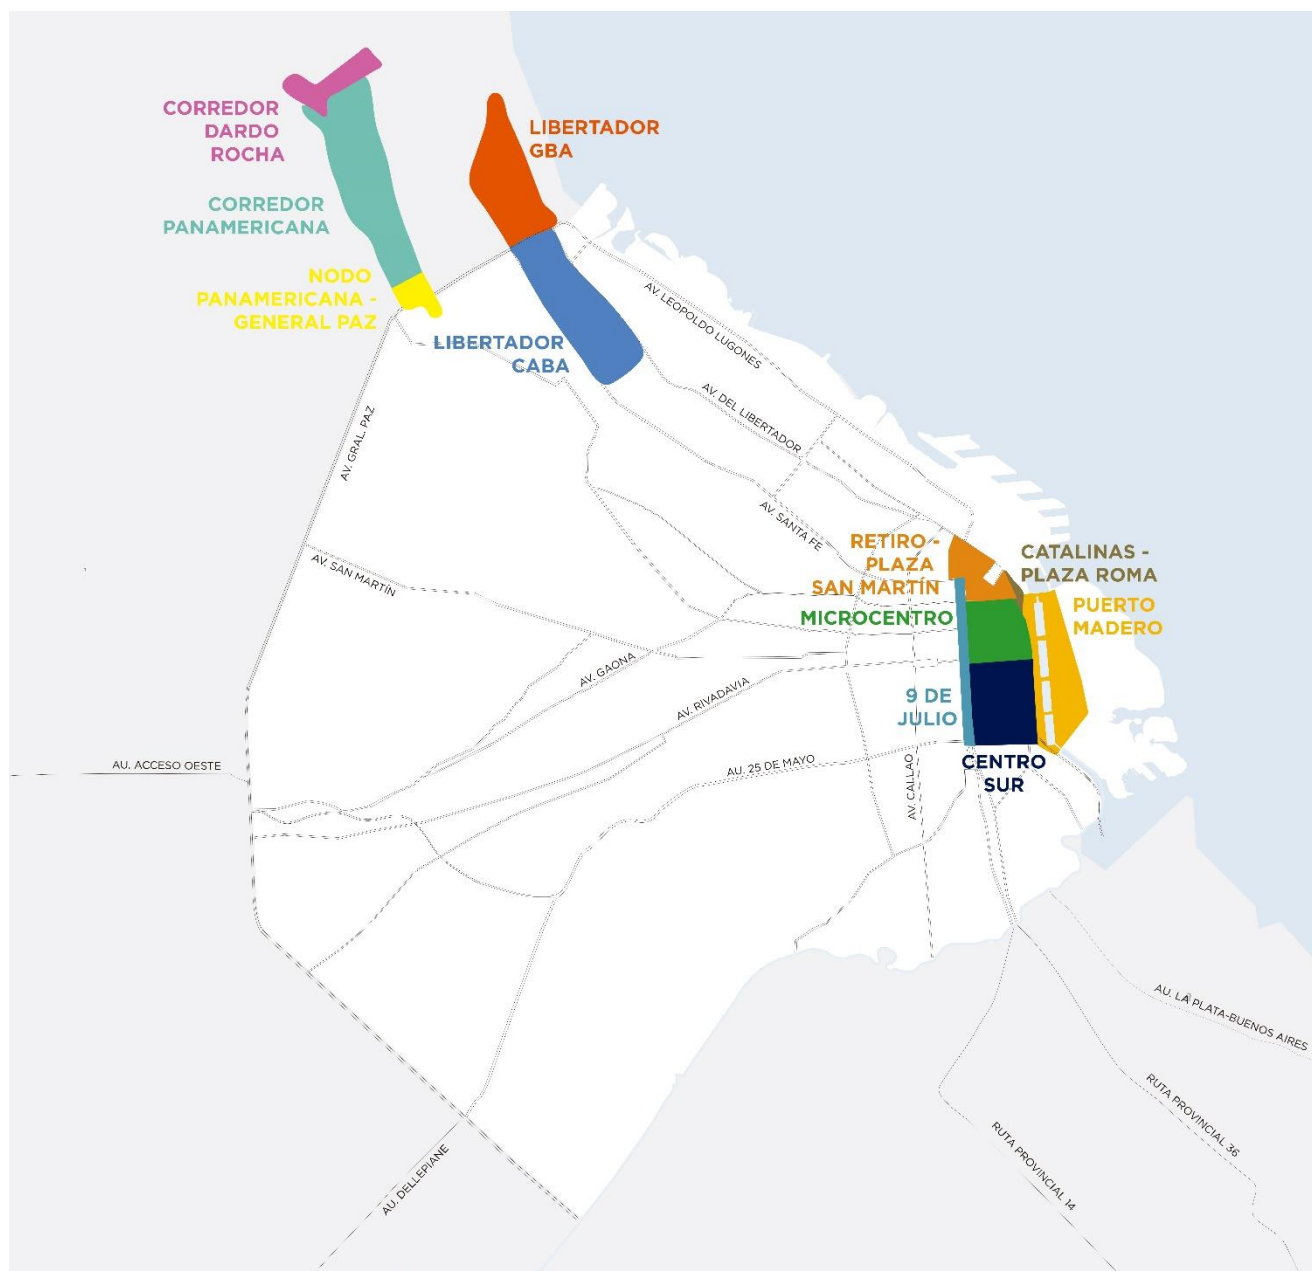 CORREDOR
DARDO
ROCHA
LIBERTADOR
GBA
CORREDOR
PANAMERICANA
NODO
PANAMERICANA -
GENERAL PAZ
LIBERTADOR
CABA
AV. LEOPOLDO LUGONES
AV. DEL LIBERTADOR
AV. GRAL. PAZ
AV. SANTA FE
AV. SAN MARTÍN
RETIRO -
PLAZA
SAN MARTÍN
CATALINAS -
PLAZA ROMA
MICROCENTRO
PUERTO
MADERO
AV. GAONA
AV. RIVADAVIA
9 DE
JULIO
AU. ACCESO OESTE
AU. 25 DE MAYO
AV. CALLAO
CENTRO
SUR
AU. LA PLATA-BUENOS AIRES
RUTA PROVINCIAL 36
RUTA PROVINCIAL 14
AU. DELLEPIANE